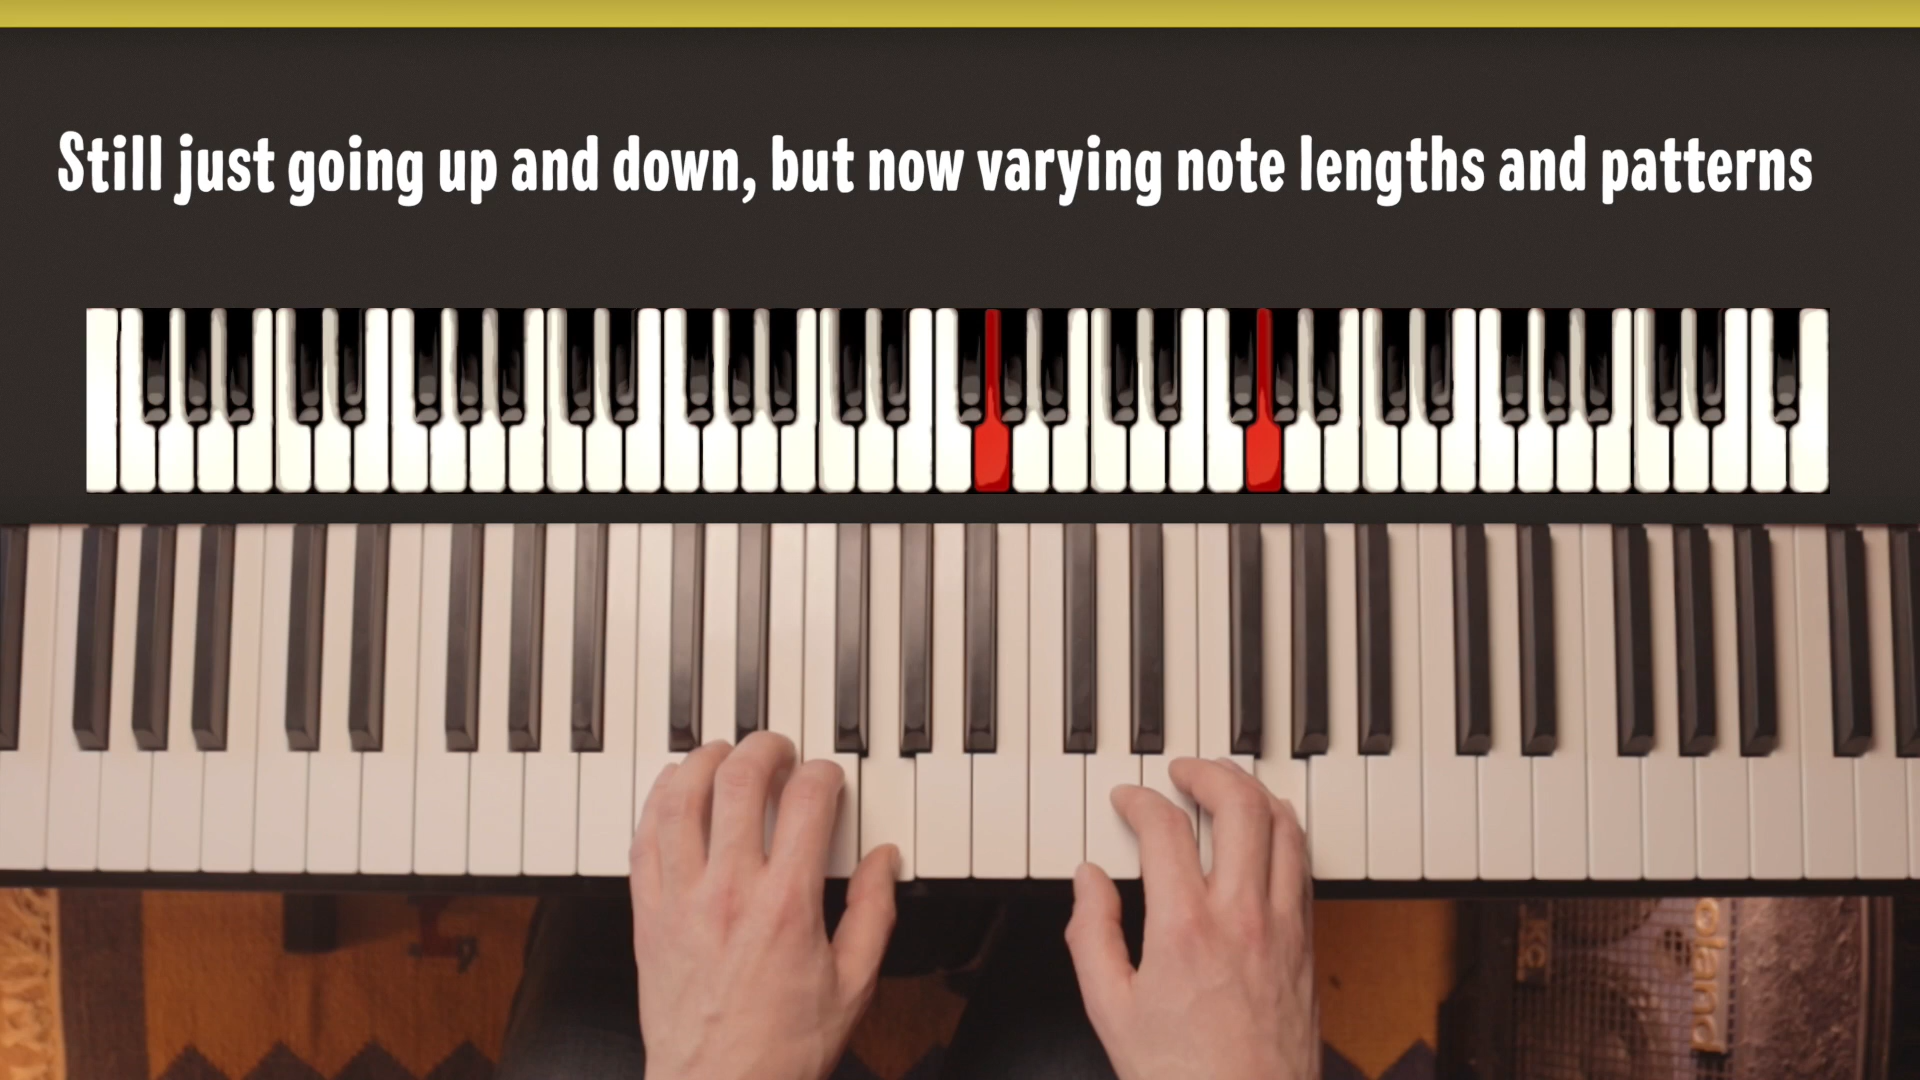 Still just going up and down, but now varying note lengths and patterns